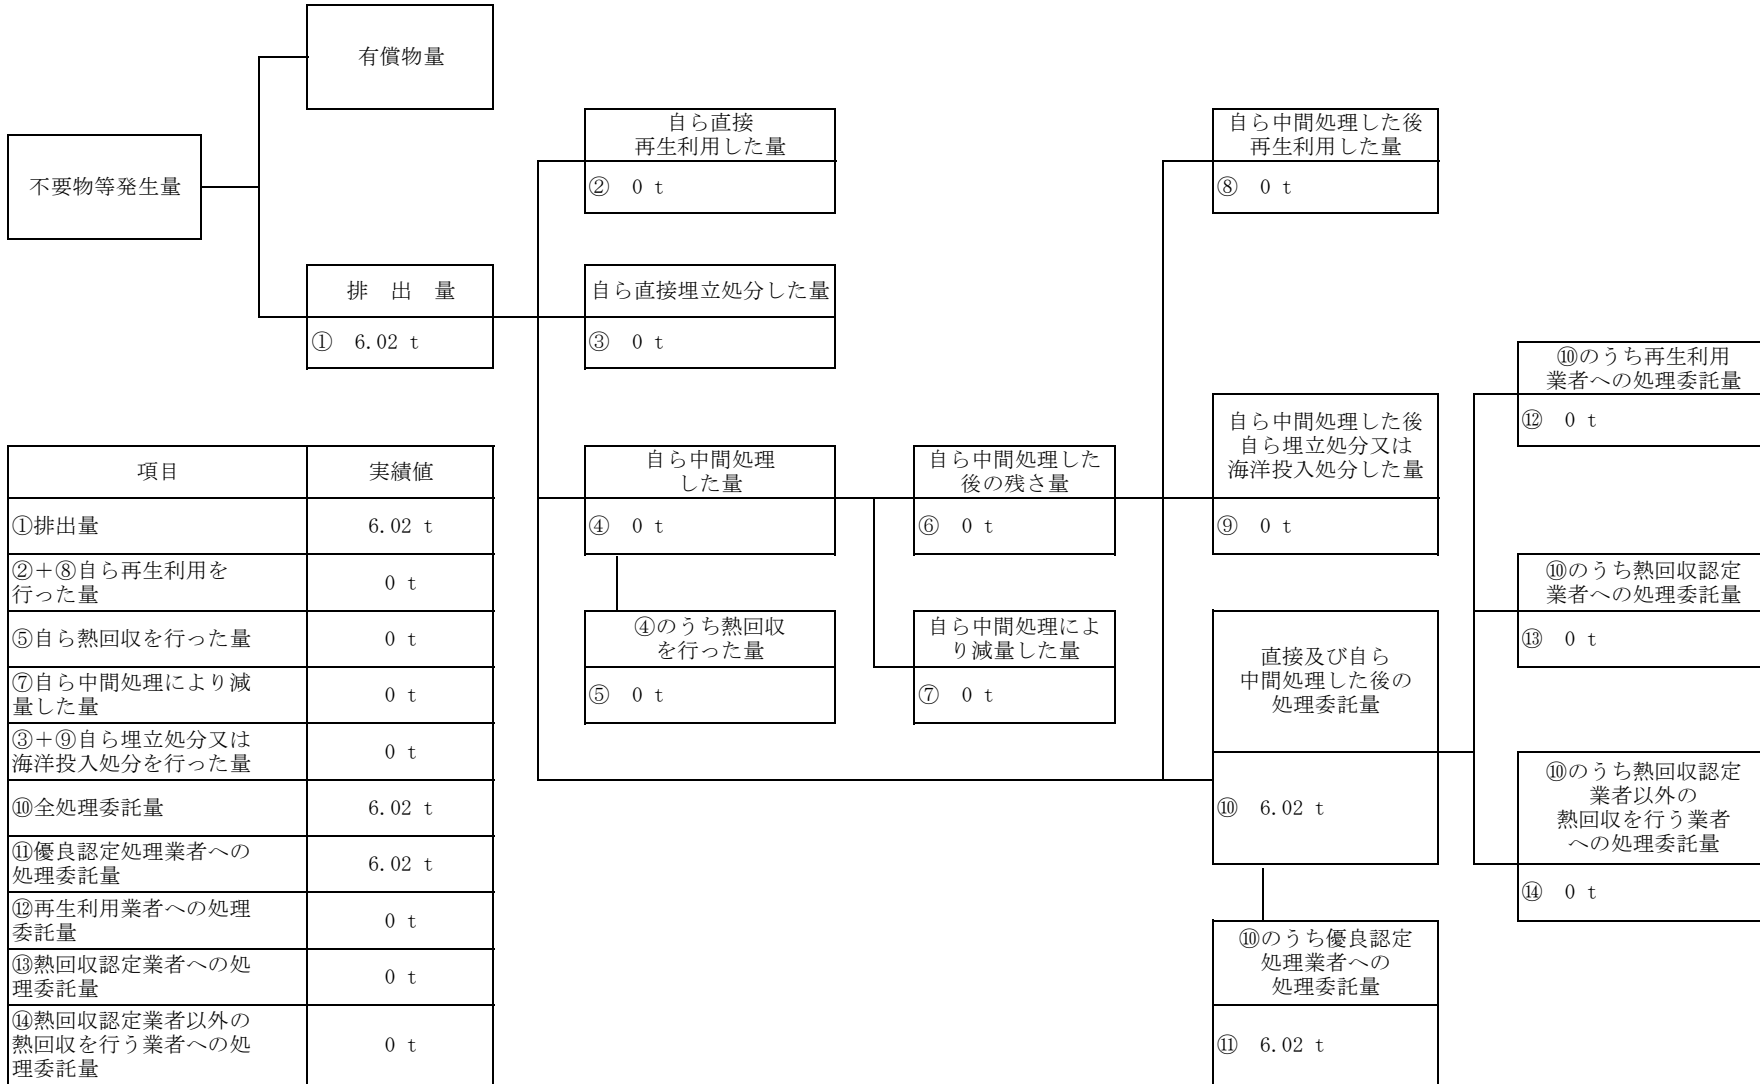 有償物量
不要物等発生量
排　出　量
①　6.02 t
自ら直接
再生利用した量
②　0 t
自ら直接埋立処分した量
③　0 t
自ら中間処理
した量
④　0 t
④のうち熱回収
を行った量
⑤　0 t
自ら中間処理した
後の残さ量
⑥　0 t
自ら中間処理によ
り減量した量
⑦　0 t
自ら中間処理した後
再生利用した量
⑧　0 t
自ら中間処理した後
自ら埋立処分又は
海洋投入処分した量
⑨　0 t
直接及び自ら
中間処理した後の
処理委託量
⑩　6.02 t
⑩のうち優良認定
処理業者への
処理委託量
⑪　6.02 t
⑩のうち再生利用
業者への処理委託量
⑫　0 t
⑩のうち熱回収認定
業者への処理委託量
⑬　0 t
⑩のうち熱回収認定
業者以外の
熱回収を行う業者
への処理委託量
⑭　0 t
項目　実績値
①排出量　6.02 t
②＋⑧自ら再生利用を
行った量　0 t
⑤自ら熱回収を行った量　0 t
⑦自ら中間処理により減
量した量　0 t
③＋⑨自ら埋立処分又は
海洋投入処分を行った量　0 t
⑩全処理委託量　6.02 t
⑪優良認定処理業者への
処理委託量　6.02 t
⑫再生利用業者への処理
委託量　0 t
⑬熱回収認定業者への処
理委託量　0 t
⑭熱回収認定業者以外の
熱回収を行う業者への処
理委託量　0 t